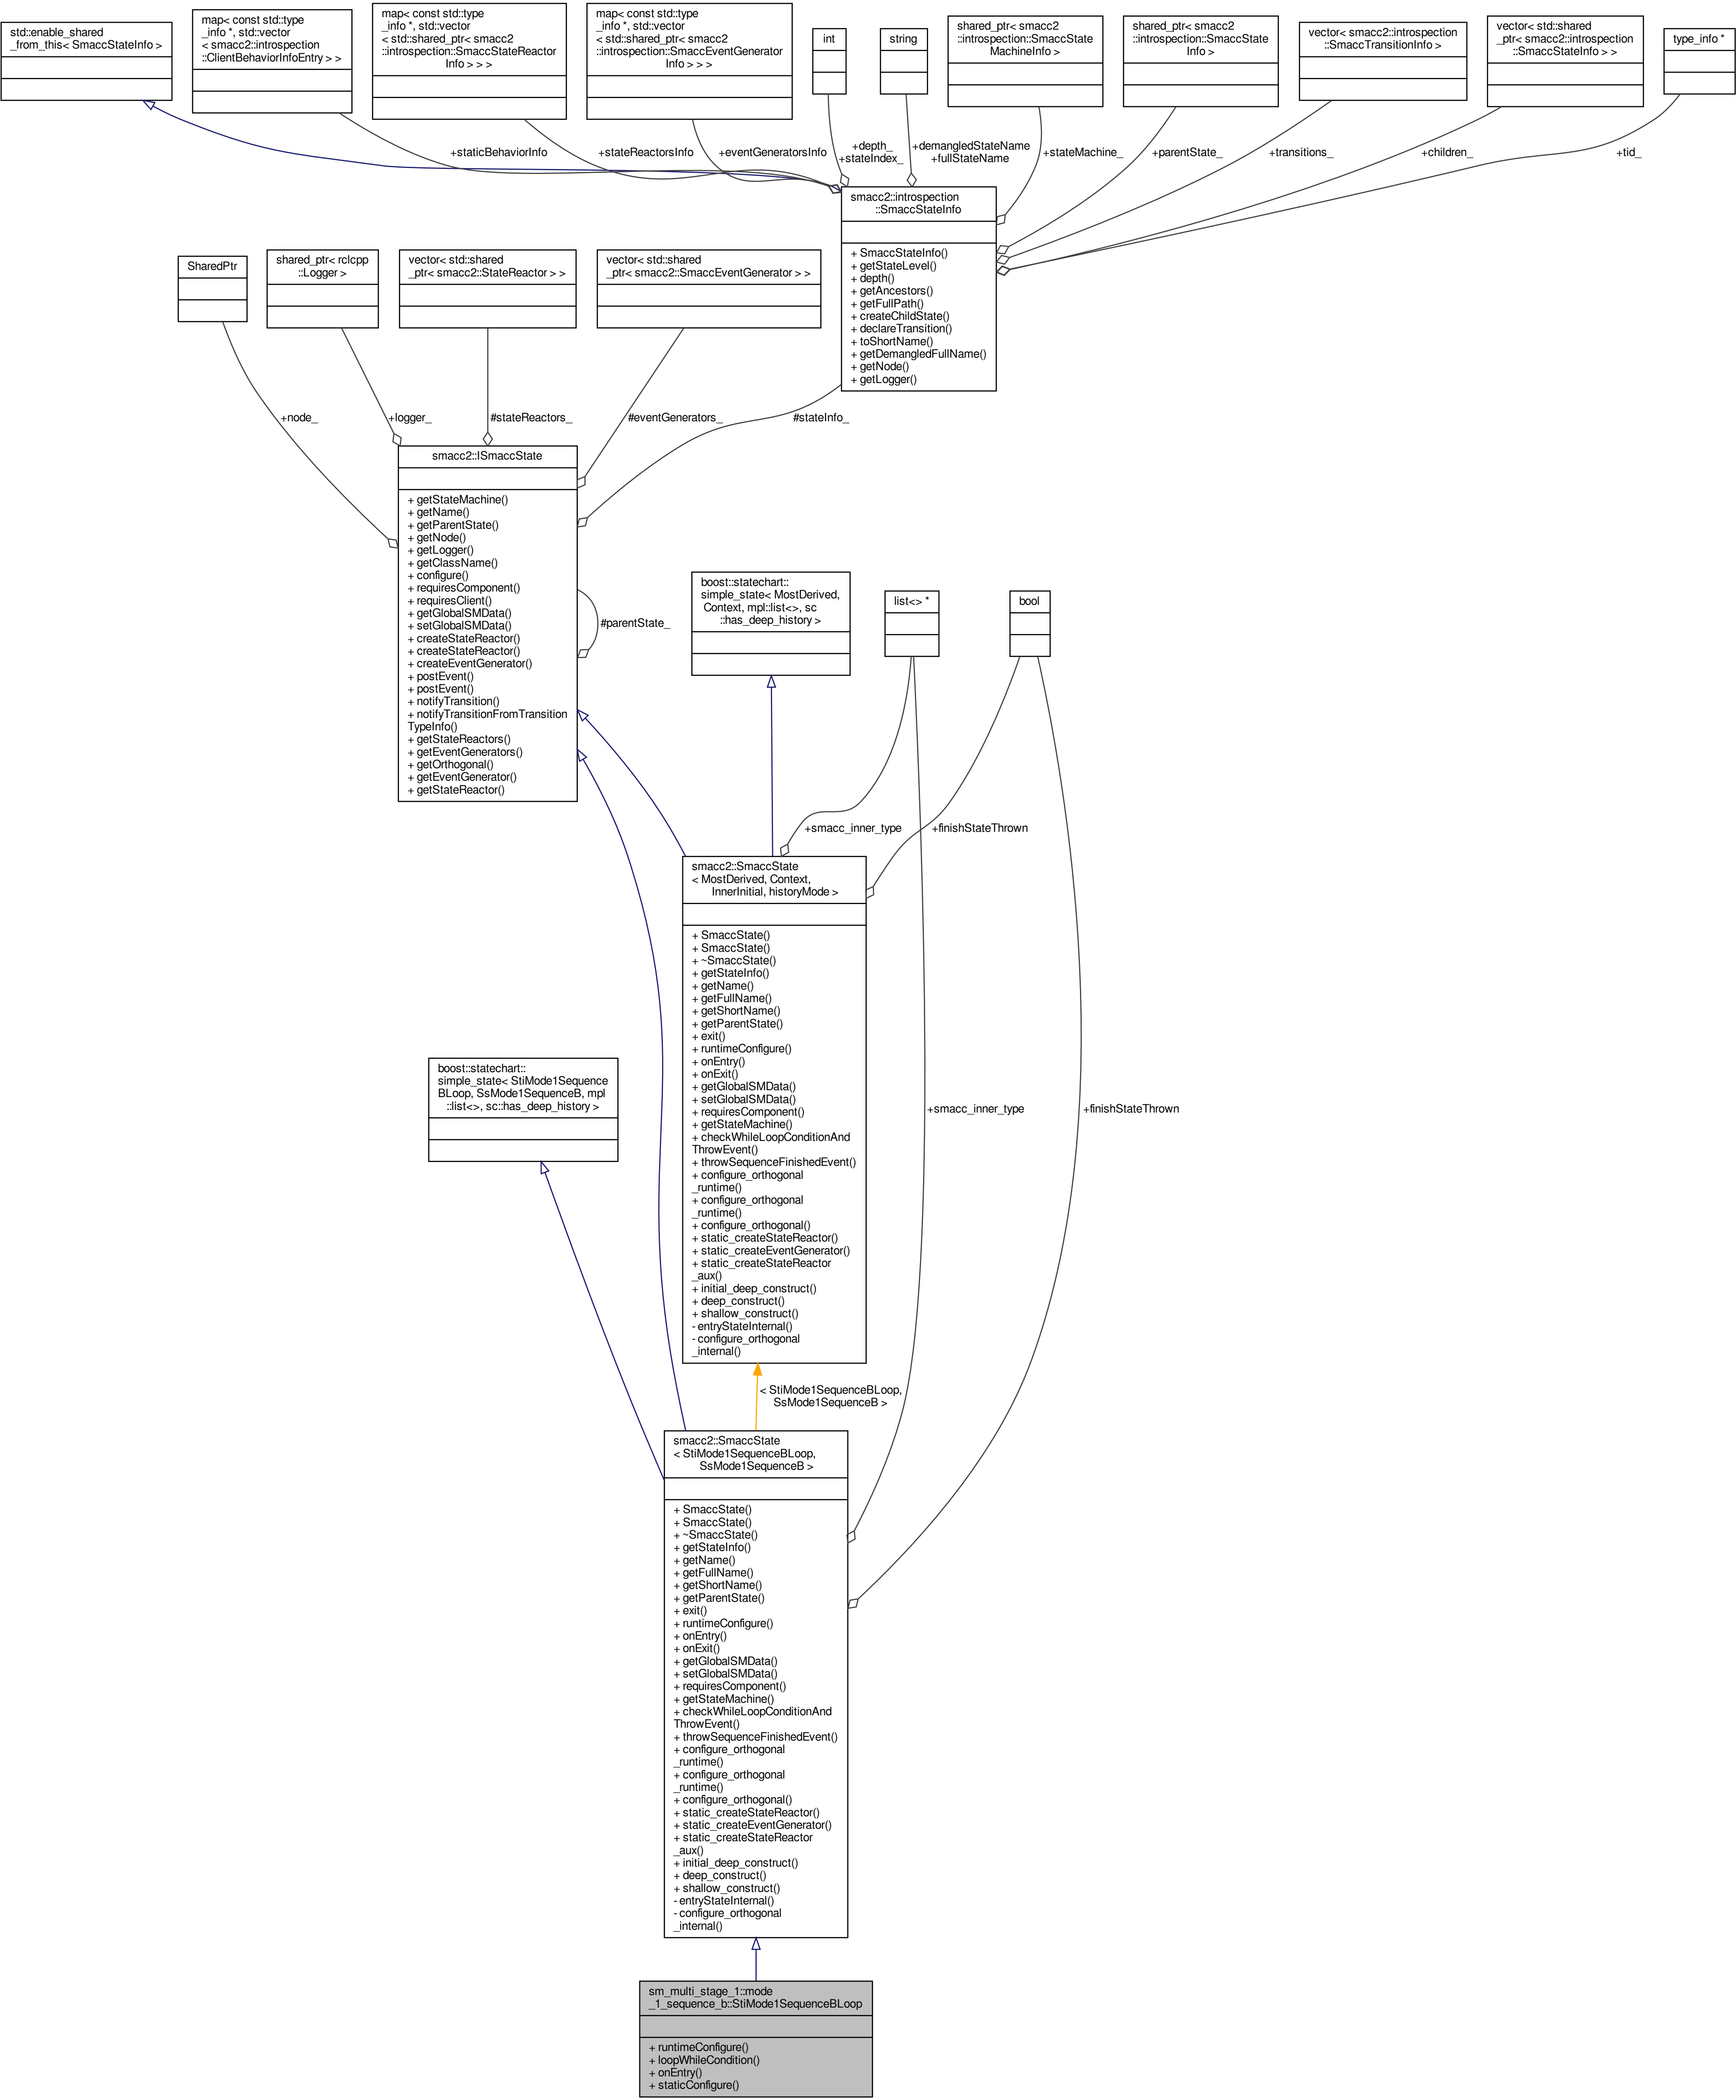 std::enable_shared
_from_this< SmaccStateInfo >
map< const std::type
_info *, std::vector
< smacc2::introspection
::ClientBehaviorInfoEntry > >
map< const std::type
_info *, std::vector
< std::shared_ptr< smacc2
::introspection::SmaccStateReactor
Info > > >
map< const std::type
_info *, std::vector
< std::shared_ptr< smacc2
::introspection::SmaccEventGenerator
Info > > >
int
string
shared_ptr< smacc2
::introspection::SmaccState
MachineInfo >
shared_ptr< smacc2
::introspection::SmaccState
Info >
vector< smacc2::introspection
::SmaccTransitionInfo >
vector< std::shared
_ptr< smacc2::introspection
::SmaccStateInfo > >
type_info *
+staticBehaviorInfo
+stateReactorsInfo
+eventGeneratorsInfo
+depth_
+stateIndex_
+demangledStateName
+fullStateName
+stateMachine_
+parentState_
+transitions_
+children_
+tid_
smacc2::introspection
::SmaccStateInfo
+ SmaccStateInfo()
+ getStateLevel()
+ depth()
+ getAncestors()
+ getFullPath()
+ createChildState()
+ declareTransition()
+ toShortName()
+ getDemangledFullName()
+ getNode()
+ getLogger()
SharedPtr
shared_ptr< rclcpp
::Logger >
vector< std::shared
_ptr< smacc2::StateReactor > >
vector< std::shared
_ptr< smacc2::SmaccEventGenerator > >
+node_
+logger_
#stateReactors_
#eventGenerators_
#stateInfo_
smacc2::ISmaccState
+ getStateMachine()
+ getName()
+ getParentState()
+ getNode()
+ getLogger()
+ getClassName()
+ configure()
+ requiresComponent()
+ requiresClient()
+ getGlobalSMData()
+ setGlobalSMData()
+ createStateReactor()
+ createStateReactor()
+ createEventGenerator()
+ postEvent()
+ postEvent()
+ notifyTransition()
+ notifyTransitionFromTransition
TypeInfo()
+ getStateReactors()
+ getEventGenerators()
+ getOrthogonal()
+ getEventGenerator()
+ getStateReactor()
#parentState_
boost::statechart::
simple_state< MostDerived,
Context, mpl::list<>, sc
::has_deep_history >
list<> *
bool
+smacc_inner_type
+finishStateThrown
smacc2::SmaccState
< MostDerived, Context,
InnerInitial, historyMode >
+ SmaccState()
+ SmaccState()
+ ~SmaccState()
+ getStateInfo()
+ getName()
+ getFullName()
+ getShortName()
+ getParentState()
+ exit()
+ runtimeConfigure()
+ onEntry()
+ onExit()
+ getGlobalSMData()
+ setGlobalSMData()
+ requiresComponent()
+ getStateMachine()
+ checkWhileLoopConditionAnd
ThrowEvent()
+ throwSequenceFinishedEvent()
+ configure_orthogonal
_runtime()
+ configure_orthogonal
_runtime()
+ configure_orthogonal()
+ static_createStateReactor()
+ static_createEventGenerator()
+ static_createStateReactor
_aux()
+ initial_deep_construct()
+ deep_construct()
+ shallow_construct()
- entryStateInternal()
- configure_orthogonal
_internal()
boost::statechart::
simple_state< StiMode1Sequence
BLoop, SsMode1SequenceB, mpl
::list<>, sc::has_deep_history >
+smacc_inner_type
+finishStateThrown
< StiMode1SequenceBLoop,
SsMode1SequenceB >
smacc2::SmaccState
< StiMode1SequenceBLoop,
SsMode1SequenceB >
+ SmaccState()
+ SmaccState()
+ ~SmaccState()
+ getStateInfo()
+ getName()
+ getFullName()
+ getShortName()
+ getParentState()
+ exit()
+ runtimeConfigure()
+ onEntry()
+ onExit()
+ getGlobalSMData()
+ setGlobalSMData()
+ requiresComponent()
+ getStateMachine()
+ checkWhileLoopConditionAnd
ThrowEvent()
+ throwSequenceFinishedEvent()
+ configure_orthogonal
_runtime()
+ configure_orthogonal
_runtime()
+ configure_orthogonal()
+ static_createStateReactor()
+ static_createEventGenerator()
+ static_createStateReactor
_aux()
+ initial_deep_construct()
+ deep_construct()
+ shallow_construct()
- entryStateInternal()
- configure_orthogonal
_internal()
sm_multi_stage_1::mode
_1_sequence_b::StiMode1SequenceBLoop
+ runtimeConfigure()
+ loopWhileCondition()
+ onEntry()
+ staticConfigure()